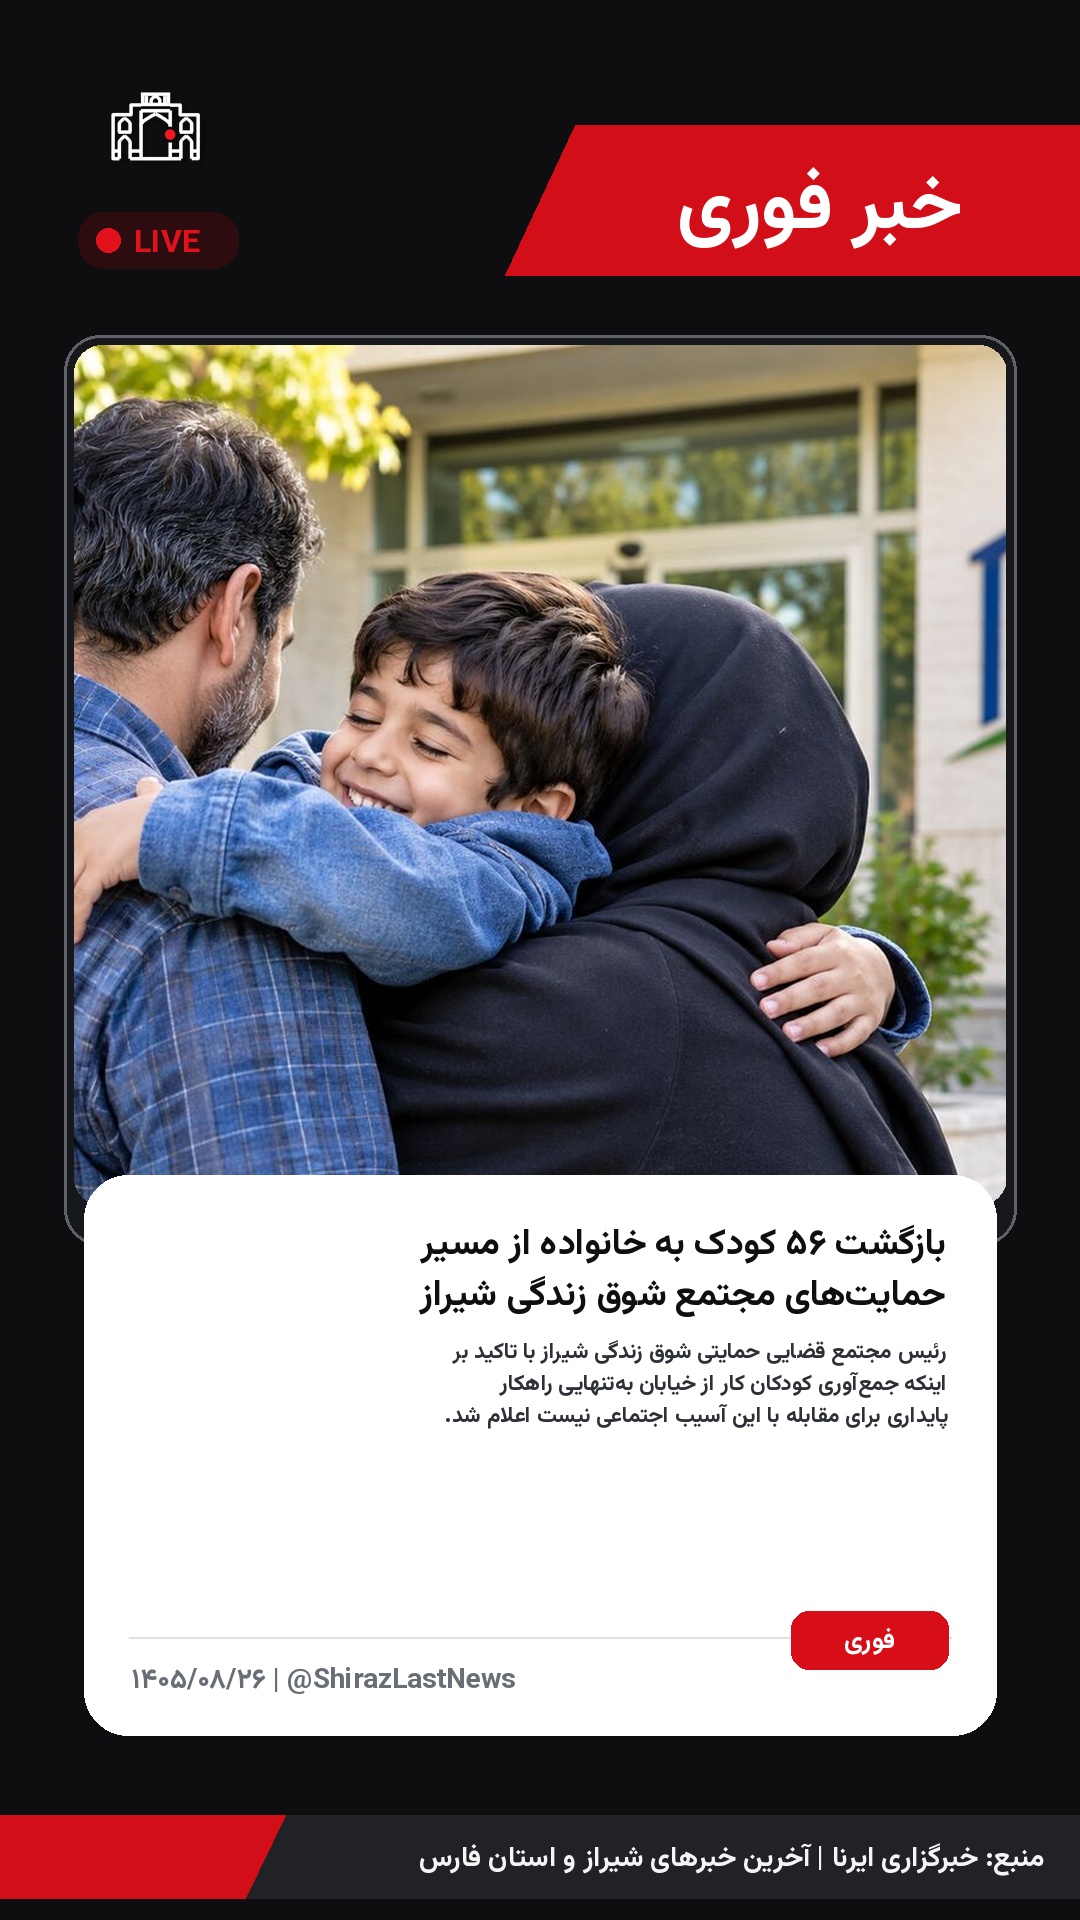 خبر فوری
LIVE
بازگشت ۵۶ کودک به خانواده از مسیر
حمایت‌های مجتمع شوق زندگی شیراز
رئیس مجتمع قضایی حمایتی شوق زندگی شیراز با تاکید بر
اینکه جمع‌آوری کودکان کار از خیابان به‌تنهایی راهکار
پایداری برای مقابله با این آسیب اجتماعی نیست اعلام شد.
فوری
۱۴۰۵/۰۸/۲۶ | @ShirazLastNews
منبع: خبرگزاری ایرنا | آخرین خبرهای شیراز و استان فارس